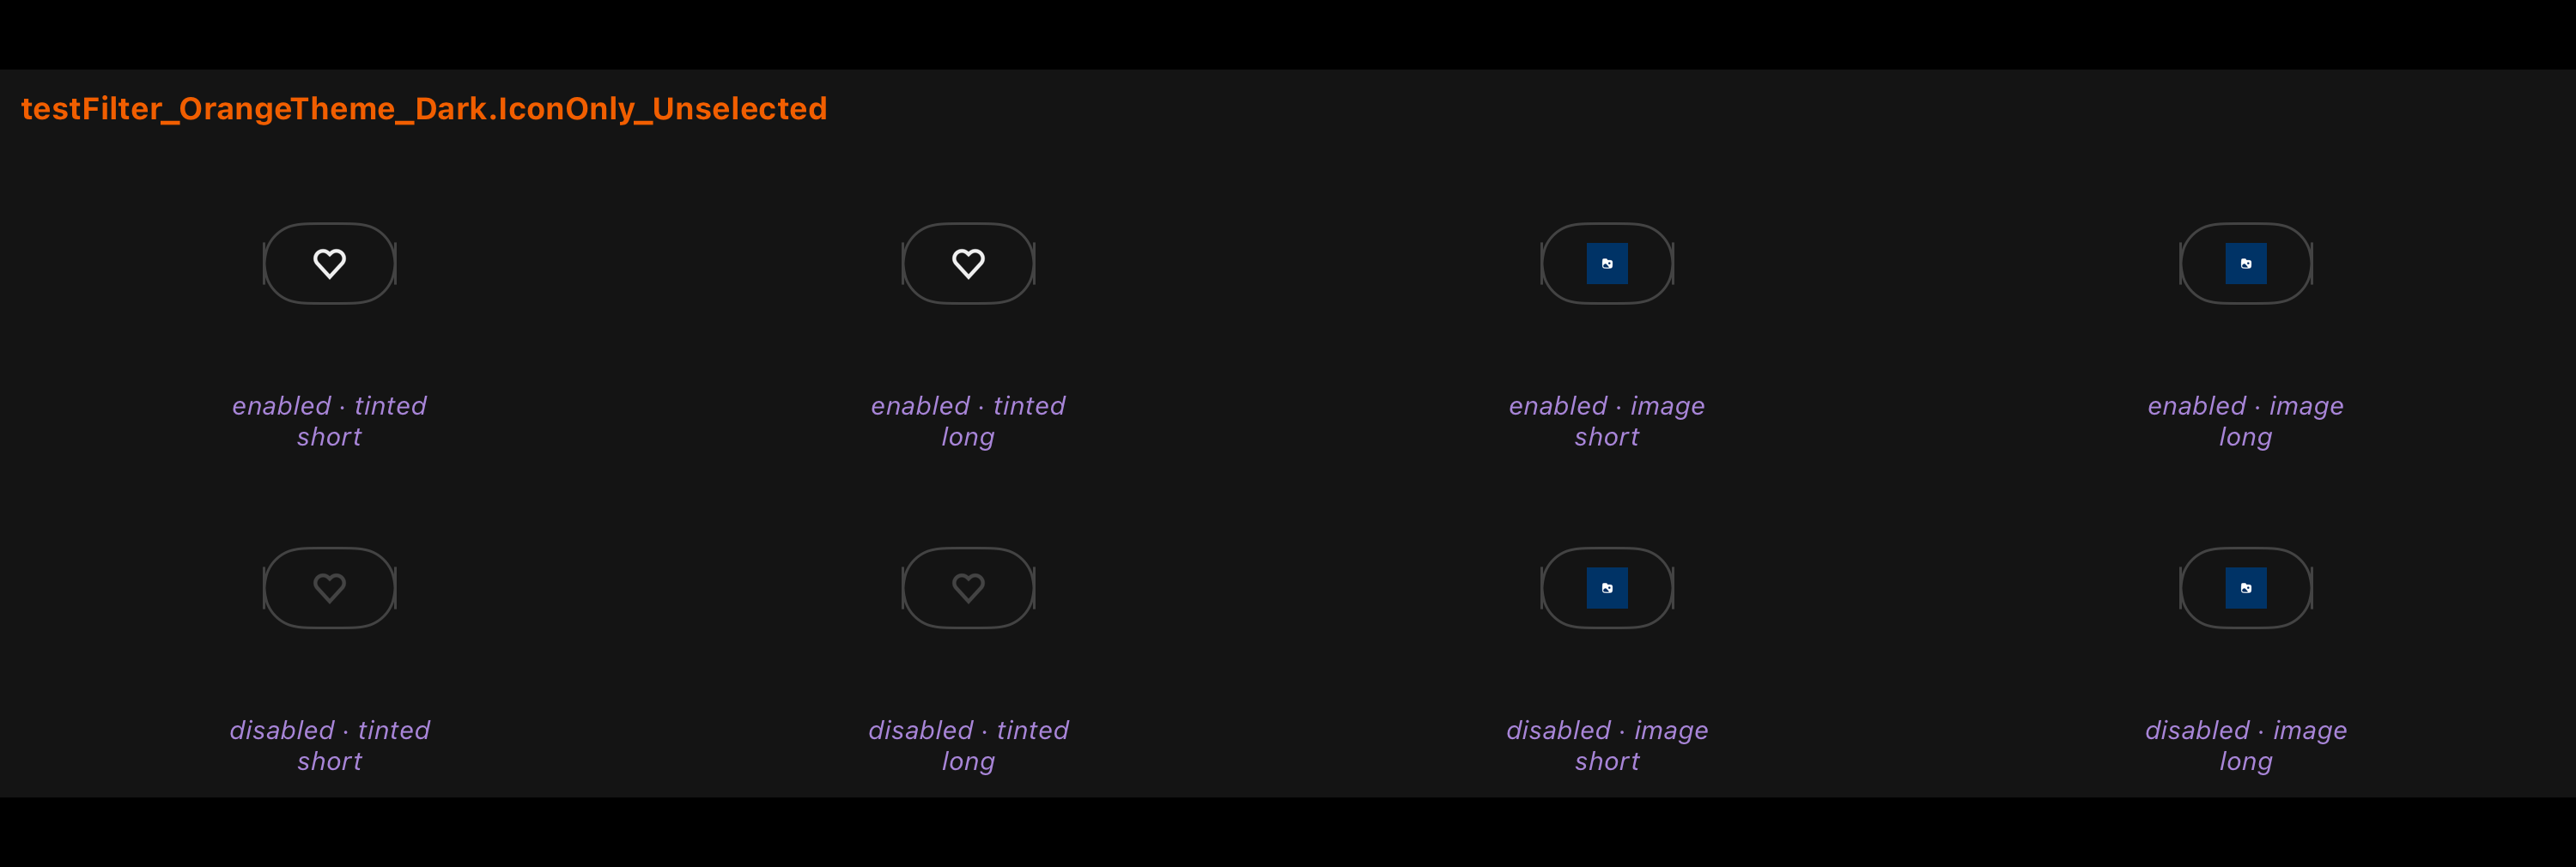 testFilter_OrangeTheme_Dark.IconOnly_Unselected
enabled · tinted
short
enabled · tinted
long
enabled · image
short
enabled · image
long
disabled · tinted
short
disabled · tinted
long
disabled · image
short
disabled · image
long